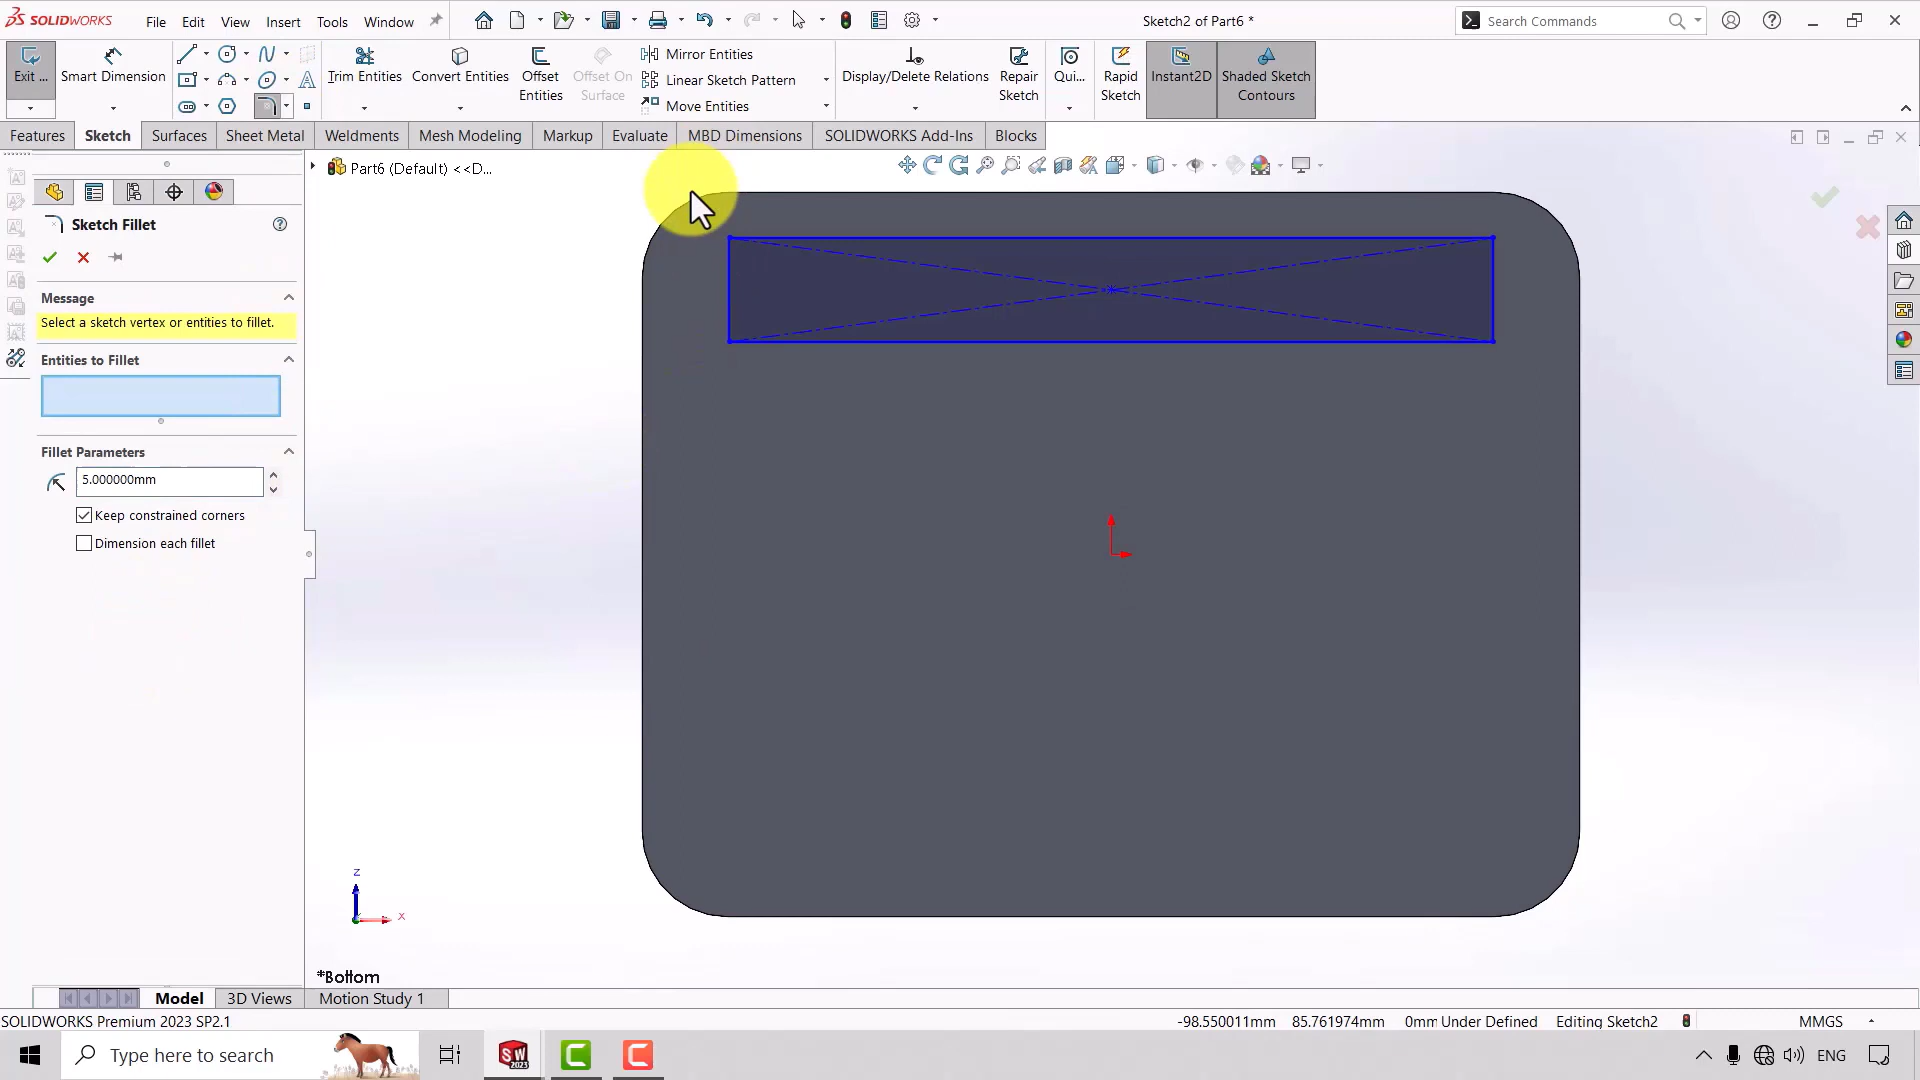 SOLIDWORKS File Edit View Insert Tools Window Sketch2 of Part6 * Search Commands
Exit ... Smart Dimension Trim Entities Convert Entities Offset Entities Offset On Surface Mirror Entities Linear Sketch Pattern Move Entities Display/Delete Relations Repair Sketch Qui... Rapid Sketch Instant2D Shaded Sketch Contours
Features Sketch Surfaces Sheet Metal Weldments Mesh Modeling Markup Evaluate MBD Dimensions SOLIDWORKS Add-Ins Blocks
Part6 (Default) <<D...
Sketch Fillet
Message
Select a sketch vertex or entities to fillet.
Entities to Fillet
Fillet Parameters
5.000000mm
Keep constrained corners
Dimension each fillet
z
x
*Bottom
Model 3D Views Motion Study 1
SOLIDWORKS Premium 2023 SP2.1 -98.550011mm 85.761974mm 0mm Under Defined Editing Sketch2 MMGS
Type here to search SW 2023 C C ENG